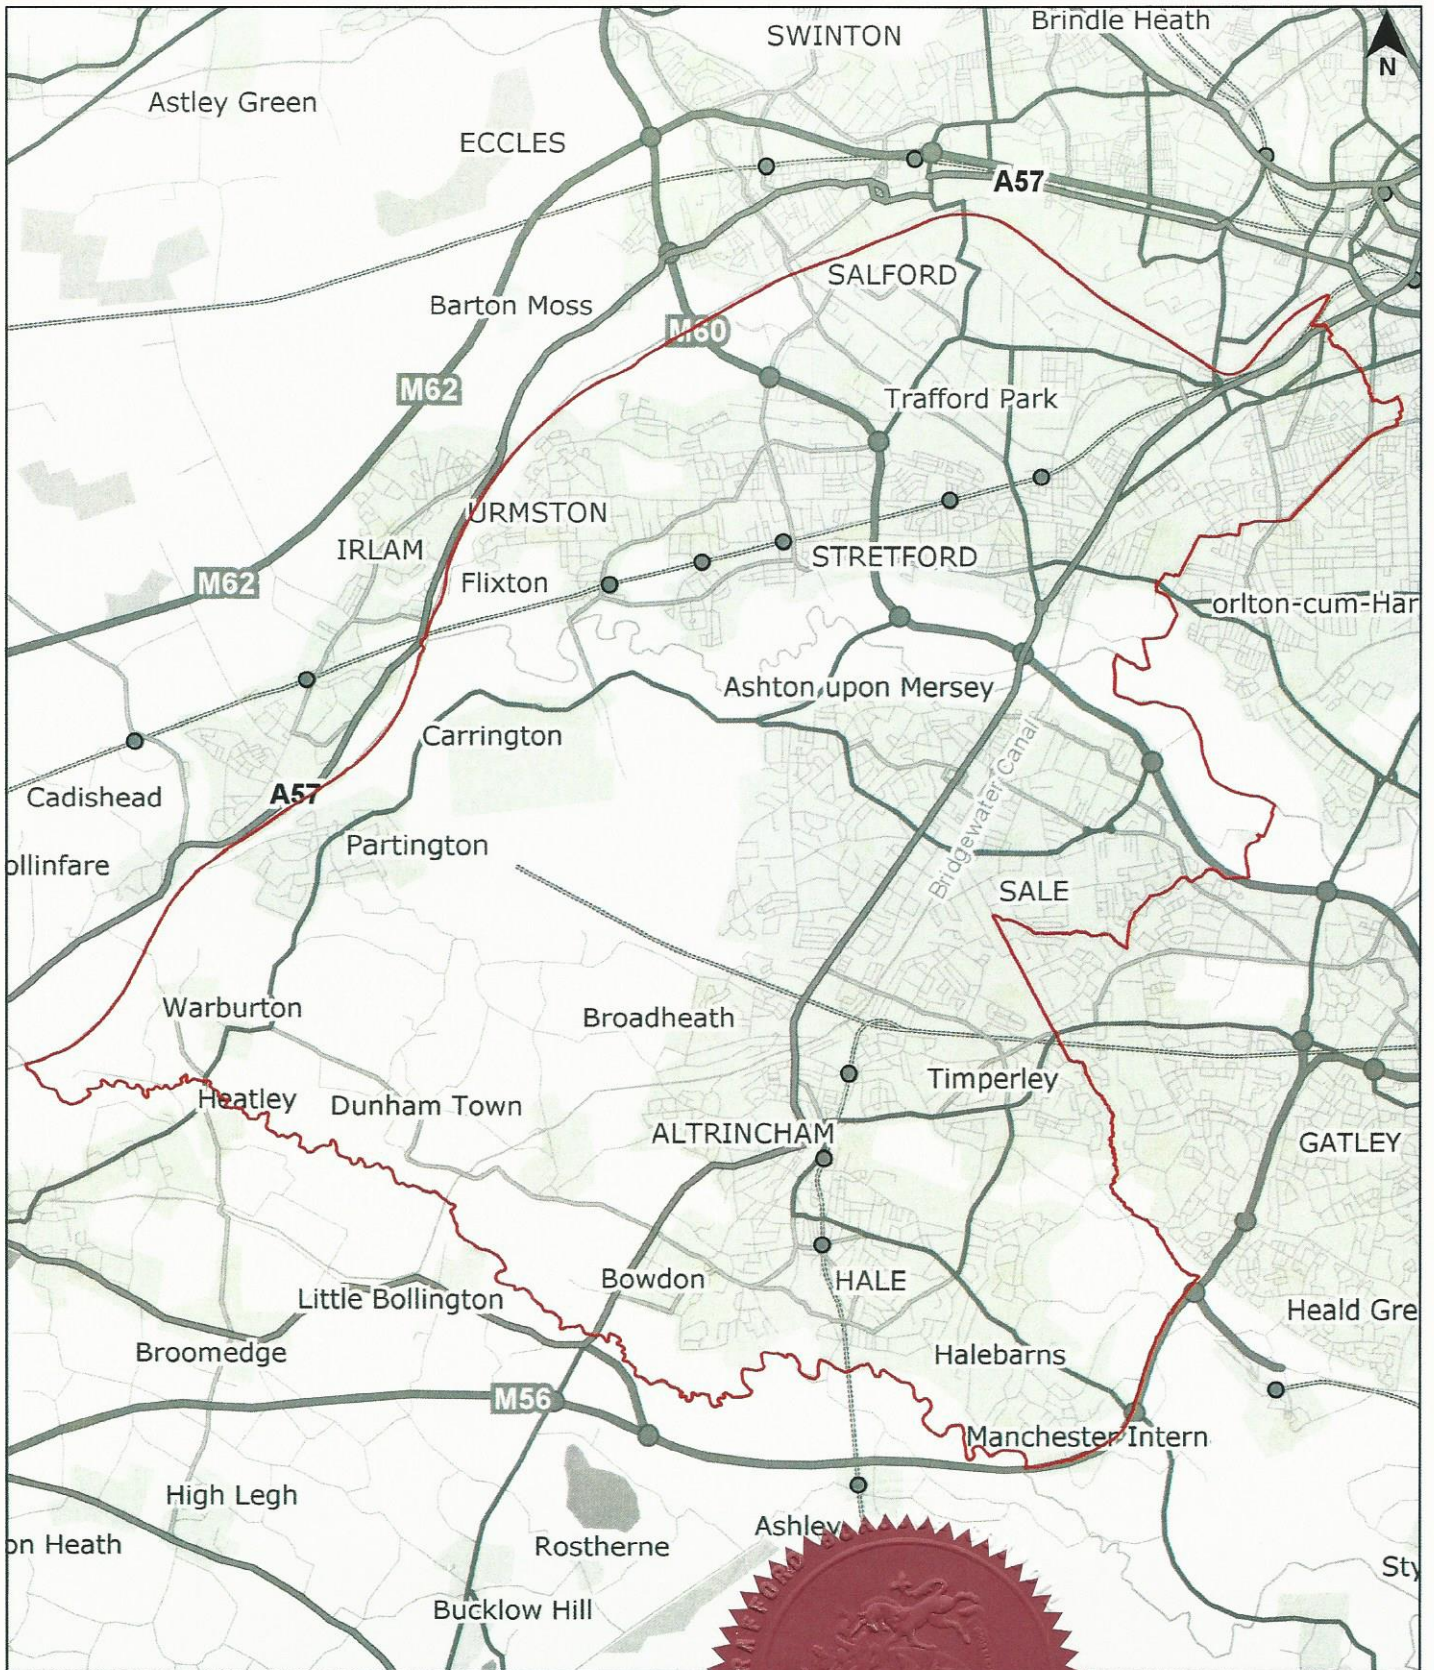 Brindle Heath
SWINTON
N
Astley Green
ECCLES
A57
SALFORD
Barton Moss
M60
M62
Trafford Park
URMSTON
IRLAM
STRETFORD
M62
Flixton
orlton-cum-Har
Ashton upon Mersey
Carrington
Bridgewater Canal
Cadishead
A57
Partington
ollinfare
SALE
Warburton
Broadheath
Timperley
Heatley
Dunham Town
ALTRINCHAM
GATLEY
Bowdon
HALE
Little Bollington
Heald Gre
Broomedge
Halebarns
M56
Manchester Intern
High Legh
Ashley
on Heath
Rostherne
Sty
Bucklow Hill
RAFFORD